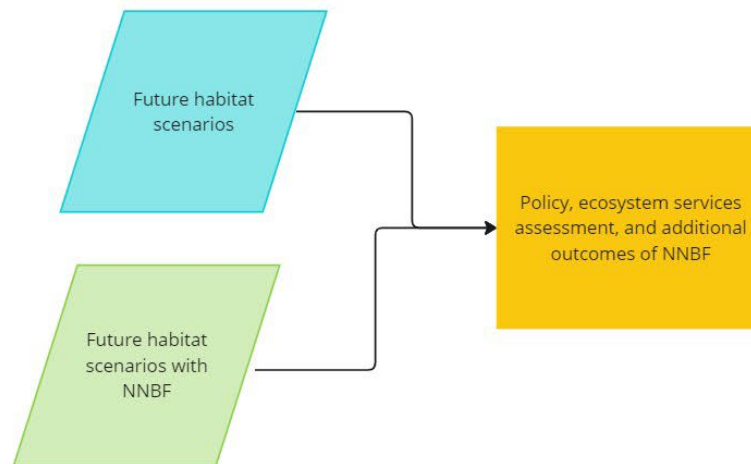 Future habitat
scenarios
Policy, ecosystem services
assessment, and additional
outcomes of NNBF
Future habitat
scenarios with
NNBF